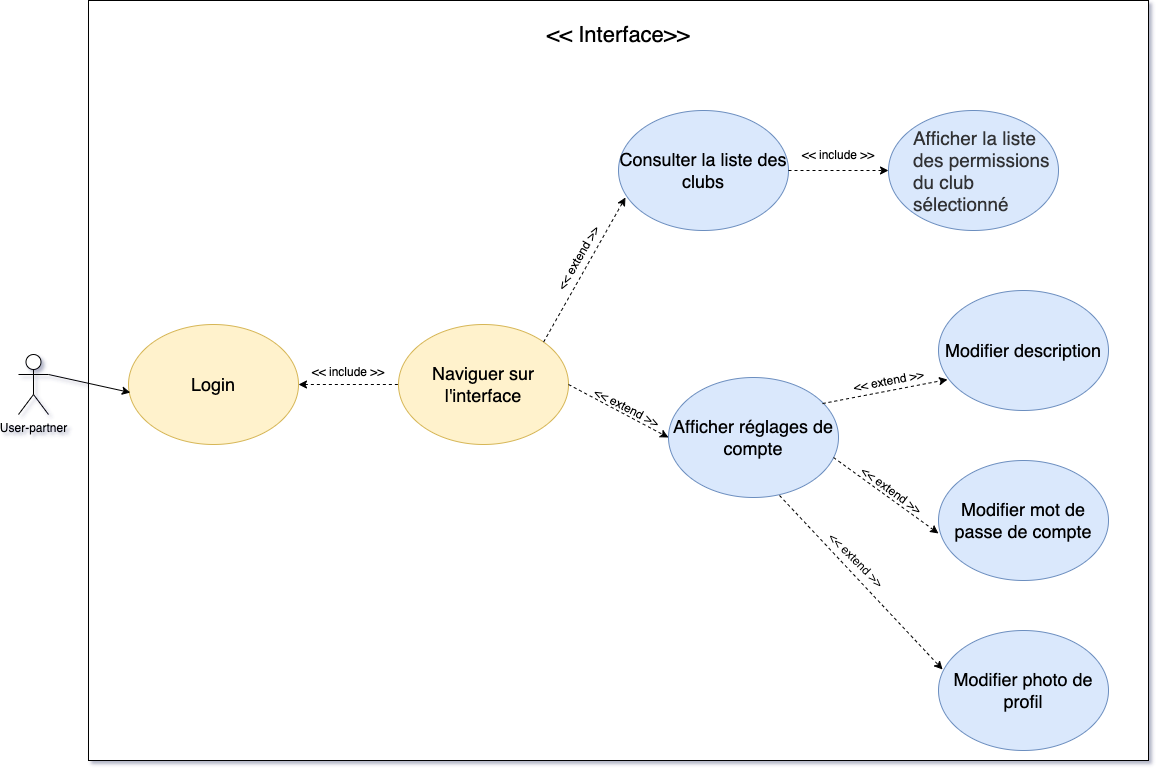 << Interface>>
Consulter la liste des
clubs
<< include >>
Afficher la liste
des permissions
du club
sélectionné
<< extend >>
User-partner
Login
<< include >>
Naviguer sur
l'interface
<< extend >>
Afficher réglages de
compte
<< extend >>
Modifier description
<< extend >>
Modifier mot de
passe de compte
<< extend >>
Modifier photo de
profil